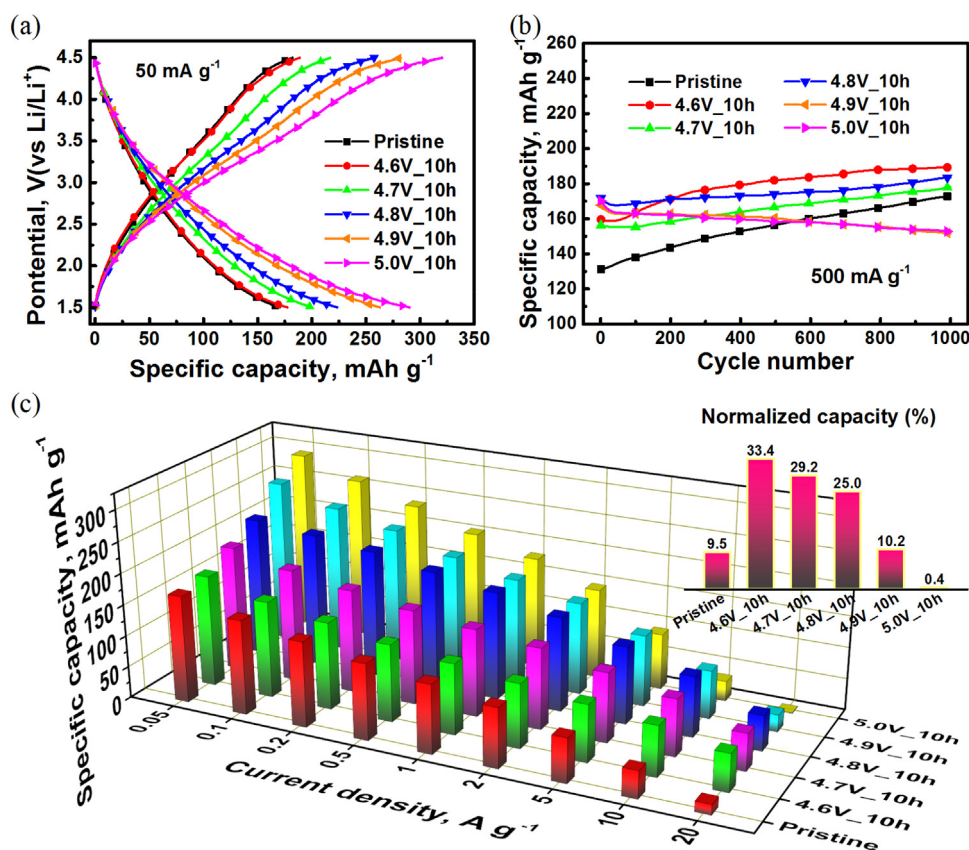 (a)
Pontential, V(vs Li/Li⁺)
4.5
4.0
3.5
3.0
2.5
2.0
1.5
50 mA g⁻¹
Pristine
4.6V_10h
4.7V_10h
4.8V_10h
4.9V_10h
5.0V_10h
0 50 100 150 200 250 300 350
Specific capacity, mAh g⁻¹
(b)
Specific capacity, mAh g⁻¹
260
240
220
200
180
160
140
120
100
Pristine
4.6V_10h
4.7V_10h
4.8V_10h
4.9V_10h
5.0V_10h
500 mA g⁻¹
0 200 400 600 800 1000
Cycle number
(c)
Specific capacity, mAh g⁻¹
300
250
200
150
100
50
0
0.05
0.1
0.2
0.5
1
2
5
10
20
Current density, A g⁻¹
5.0V_10h
4.9V_10h
4.8V_10h
4.7V_10h
4.6V_10h
Pristine
Normalized capacity (%)
9.5
33.4
29.2
25.0
10.2
0.4
Pristine
4.6V_10h
4.7V_10h
4.8V_10h
4.9V_10h
5.0V_10h